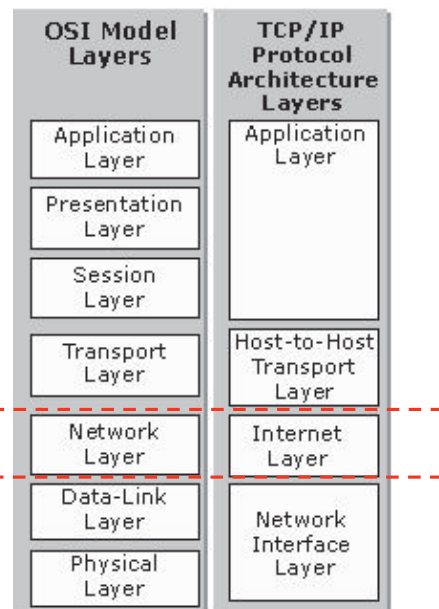 OSI Model
Layers
Application
Layer
Presentation
Layer
Session
Layer
Transport
Layer
Network
Layer
Data-Link
Layer
Physical
Layer
TCP/IP
Protocol
Architecture
Layers
Application
Layer
Host-to-Host
Transport
Layer
Internet
Layer
Network
Interface
Layer